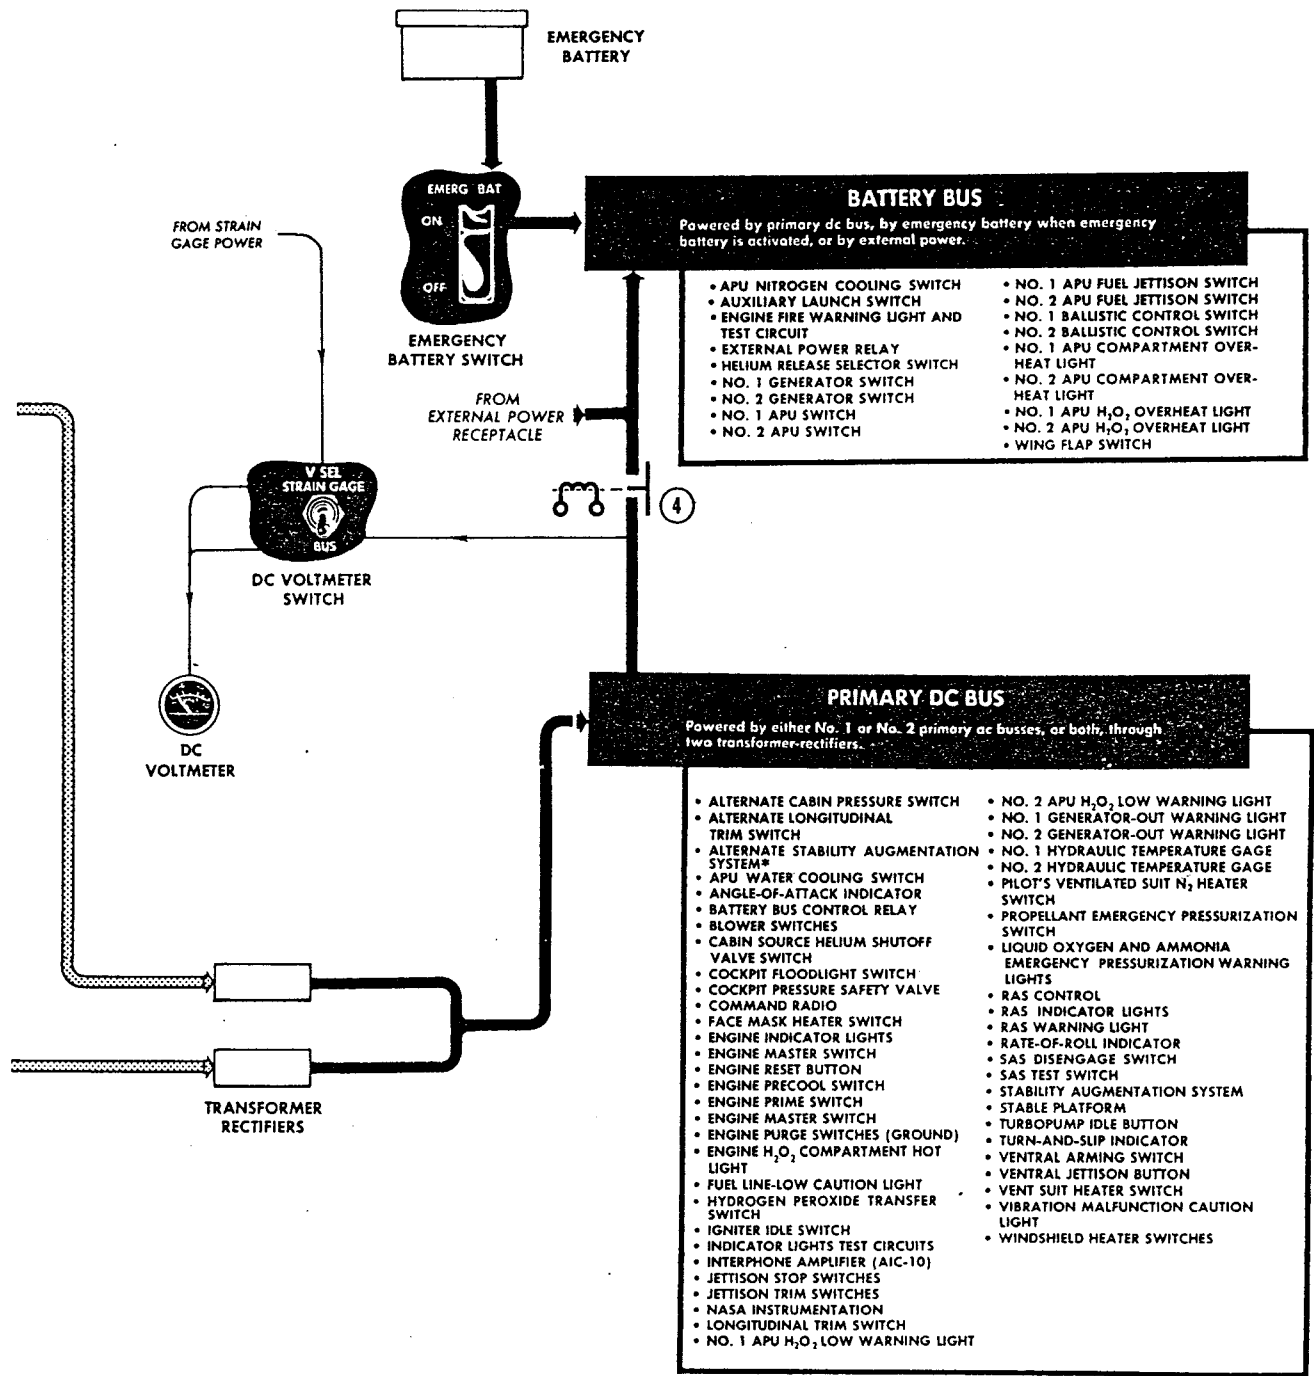 EMERGENCY
BATTERY
EMERG BAT
ON
OFF
EMERGENCY
BATTERY SWITCH
FROM STRAIN
GAGE POWER
BATTERY BUS
Powered by primary dc bus, by emergency battery when emergency
battery is activated, or by external power.
• APU NITROGEN COOLING SWITCH
• AUXILIARY LAUNCH SWITCH
• ENGINE FIRE WARNING LIGHT AND
TEST CIRCUIT
• EXTERNAL POWER RELAY
• HELIUM RELEASE SELECTOR SWITCH
• NO. 1 GENERATOR SWITCH
• NO. 2 GENERATOR SWITCH
• NO. 1 APU SWITCH
• NO. 2 APU SWITCH
• NO. 1 APU FUEL JETTISON SWITCH
• NO. 2 APU FUEL JETTISON SWITCH
• NO. 1 BALLISTIC CONTROL SWITCH
• NO. 2 BALLISTIC CONTROL SWITCH
• NO. 1 APU COMPARTMENT OVER-
HEAT LIGHT
• NO. 2 APU COMPARTMENT OVER-
HEAT LIGHT
• NO. 1 APU H₂O₂ OVERHEAT LIGHT
• NO. 2 APU H₂O₂ OVERHEAT LIGHT
• WING FLAP SWITCH
FROM
EXTERNAL POWER
RECEPTACLE
V SEL
STRAIN GAGE
BUS
DC VOLTMETER
SWITCH
4
DC
VOLTMETER
PRIMARY DC BUS
Powered by either No. 1 or No. 2 primary ac busses, or both, through
two transformer-rectifiers.
• ALTERNATE CABIN PRESSURE SWITCH
• ALTERNATE LONGITUDINAL
TRIM SWITCH
• ALTERNATE STABILITY AUGMENTATION
SYSTEM*
• APU WATER COOLING SWITCH
• ANGLE-OF-ATTACK INDICATOR
• BATTERY BUS CONTROL RELAY
• BLOWER SWITCHES
• CABIN SOURCE HELIUM SHUTOFF
VALVE SWITCH
• COCKPIT FLOODLIGHT SWITCH
• COCKPIT PRESSURE SAFETY VALVE
• COMMAND RADIO
• FACE MASK HEATER SWITCH
• ENGINE INDICATOR LIGHTS
• ENGINE MASTER SWITCH
• ENGINE RESET BUTTON
• ENGINE PRECOOL SWITCH
• ENGINE PRIME SWITCH
• ENGINE MASTER SWITCH
• ENGINE PURGE SWITCHES (GROUND)
• ENGINE H₂O₂ COMPARTMENT HOT
LIGHT
• FUEL LINE-LOW CAUTION LIGHT
• HYDROGEN PEROXIDE TRANSFER
SWITCH
• IGNITER IDLE SWITCH
• INDICATOR LIGHTS TEST CIRCUITS
• INTERPHONE AMPLIFIER (AIC-10)
• JETTISON STOP SWITCHES
• JETTISON TRIM SWITCHES
• NASA INSTRUMENTATION
• LONGITUDINAL TRIM SWITCH
• NO. 1 APU H₂O₂ LOW WARNING LIGHT
• NO. 2 APU H₂O₂ LOW WARNING LIGHT
• NO. 1 GENERATOR-OUT WARNING LIGHT
• NO. 2 GENERATOR-OUT WARNING LIGHT
• NO. 1 HYDRAULIC TEMPERATURE GAGE
• NO. 2 HYDRAULIC TEMPERATURE GAGE
• PILOT'S VENTILATED SUIT N₂ HEATER
SWITCH
• PROPELLANT EMERGENCY PRESSURIZATION
SWITCH
• LIQUID OXYGEN AND AMMONIA
EMERGENCY PRESSURIZATION WARNING
LIGHTS
• RAS CONTROL
• RAS INDICATOR LIGHTS
• RAS WARNING LIGHT
• RATE-OF-ROLL INDICATOR
• SAS DISENGAGE SWITCH
• SAS TEST SWITCH
• STABILITY AUGMENTATION SYSTEM
• STABLE PLATFORM
• TURBOPUMP IDLE BUTTON
• TURN-AND-SLIP INDICATOR
• VENTRAL ARMING SWITCH
• VENTRAL JETTISON BUTTON
• VENT SUIT HEATER SWITCH
• VIBRATION MALFUNCTION CAUTION
LIGHT
• WINDSHIELD HEATER SWITCHES
TRANSFORMER
RECTIFIERS